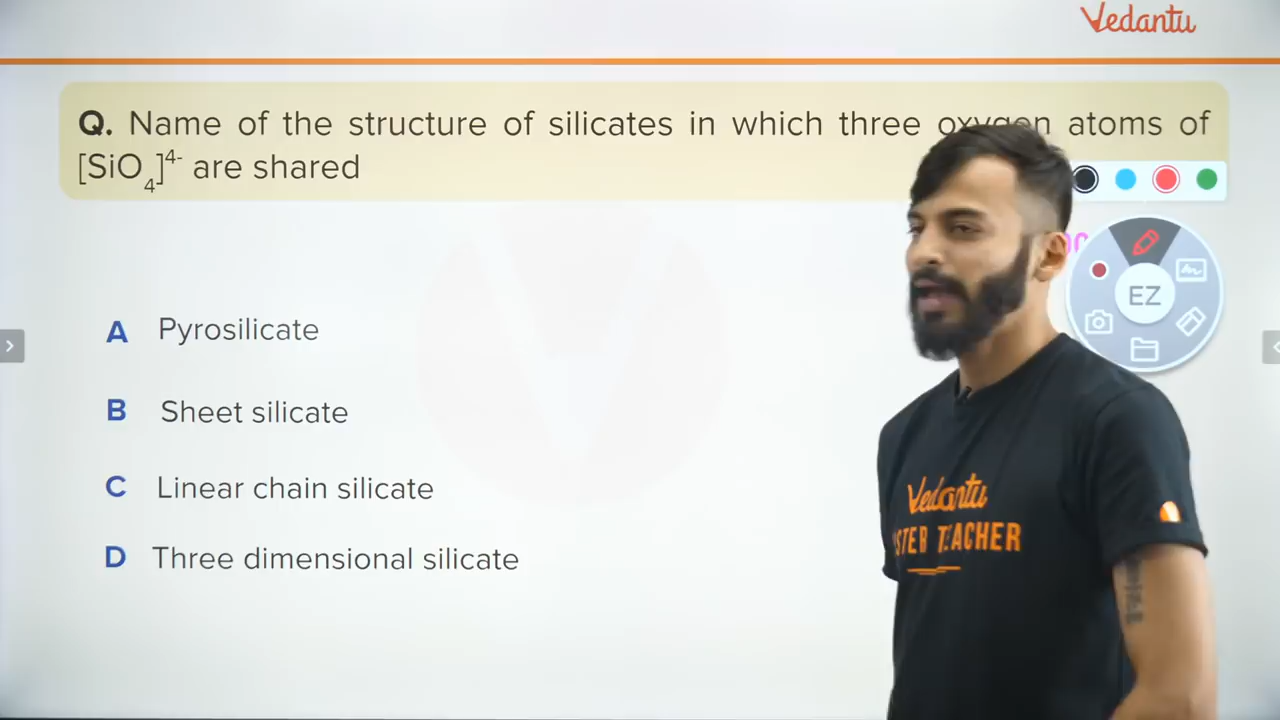 Vedantu
Q. Name of the structure of silicates in which three oxygen atoms of
[SiO4]4- are shared
EZ
A Pyrosilicate
B Sheet silicate
C Linear chain silicate
D Three dimensional silicate
Vedantu
TEACHER